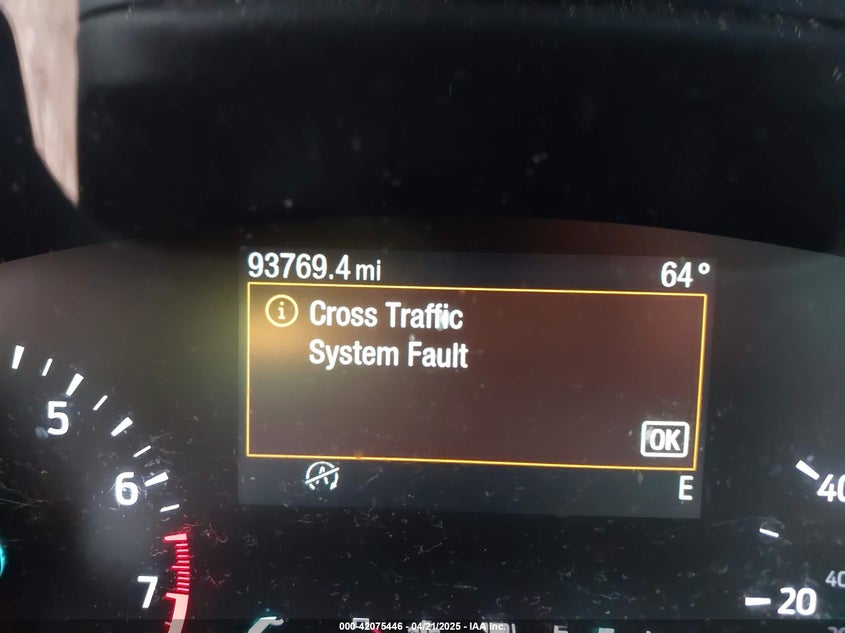 93769.4 mi 64°
i Cross Traffic
System Fault
OK
A E
5
6
7
40
20
40
000-42075446 - 04/21/2025 - IAA Inc.